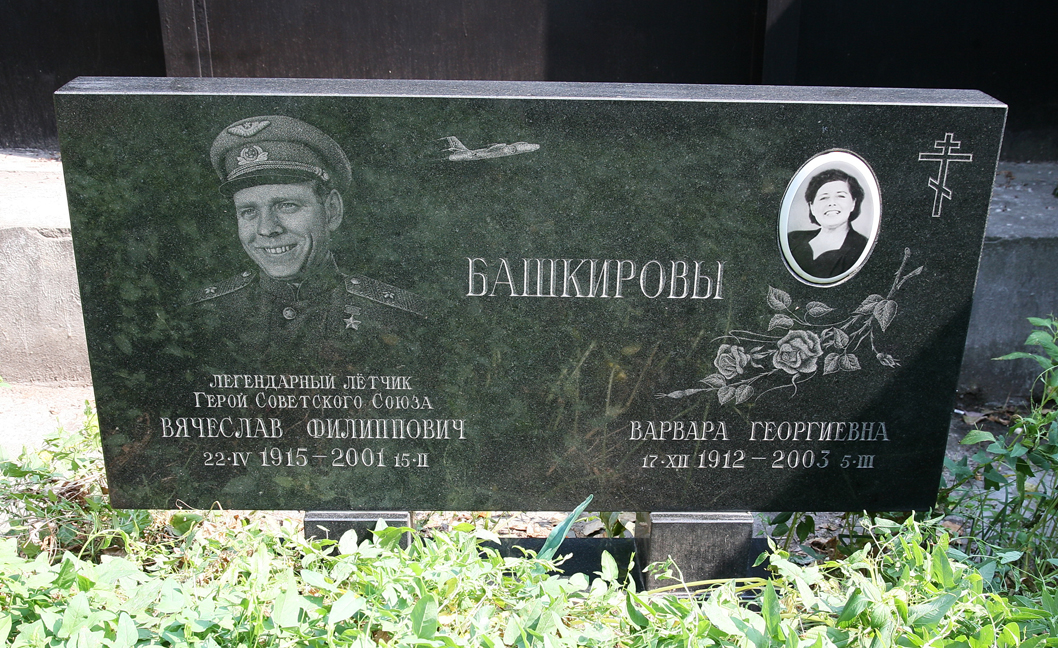 БАШКИРОВЫ
ЛЕГЕНДАРНЫЙ ЛЁТЧИК
ГЕРОЙ СОВЕТСКОГО СОЮЗА
ВЯЧЕСЛАВ ФИЛИППОВИЧ
22·IV 1915–2001 15·II
ВАРВАРА ГЕОРГИЕВНА
17·XII 1912–2003 5·III